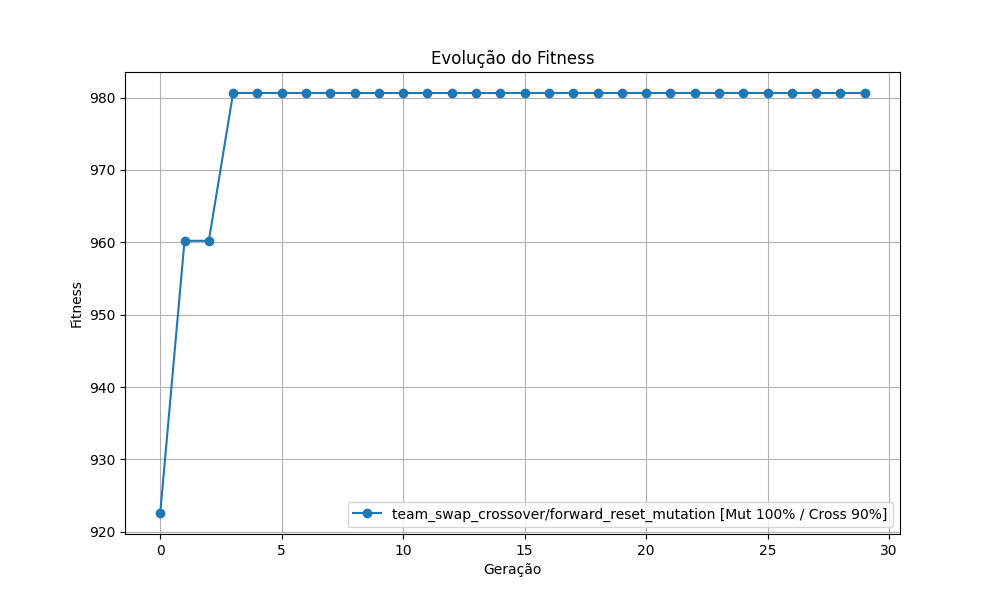 Evolução do Fitness
Fitness
980
970
960
950
940
930
920
team_swap_crossover/forward_reset_mutation [Mut 100% / Cross 90%]
0 5 10 15 20 25 30
Geração